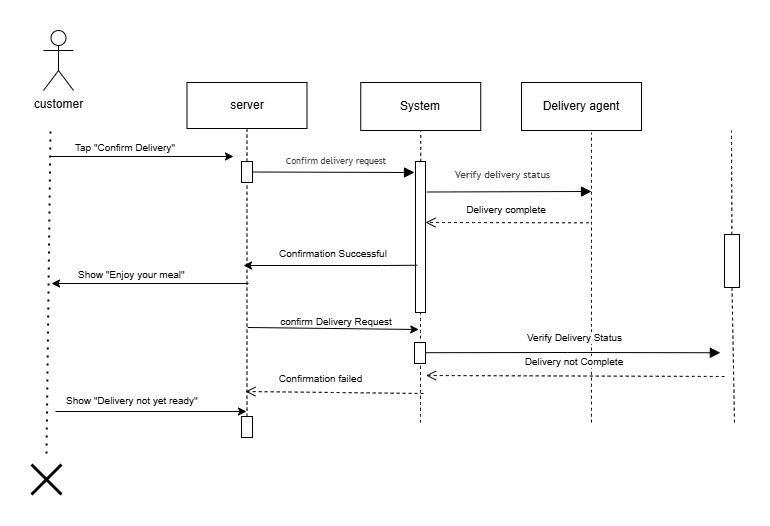 customer
server
System
Delivery agent
Tap "Confirm Delivery"
Confirm delivery request
Verify delivery status
Delivery complete
Confirmation Successful
Show "Enjoy your meal"
confirm Delivery Request
Verify Delivery Status
Delivery not Complete
Confirmation failed
Show "Delivery not yet ready"